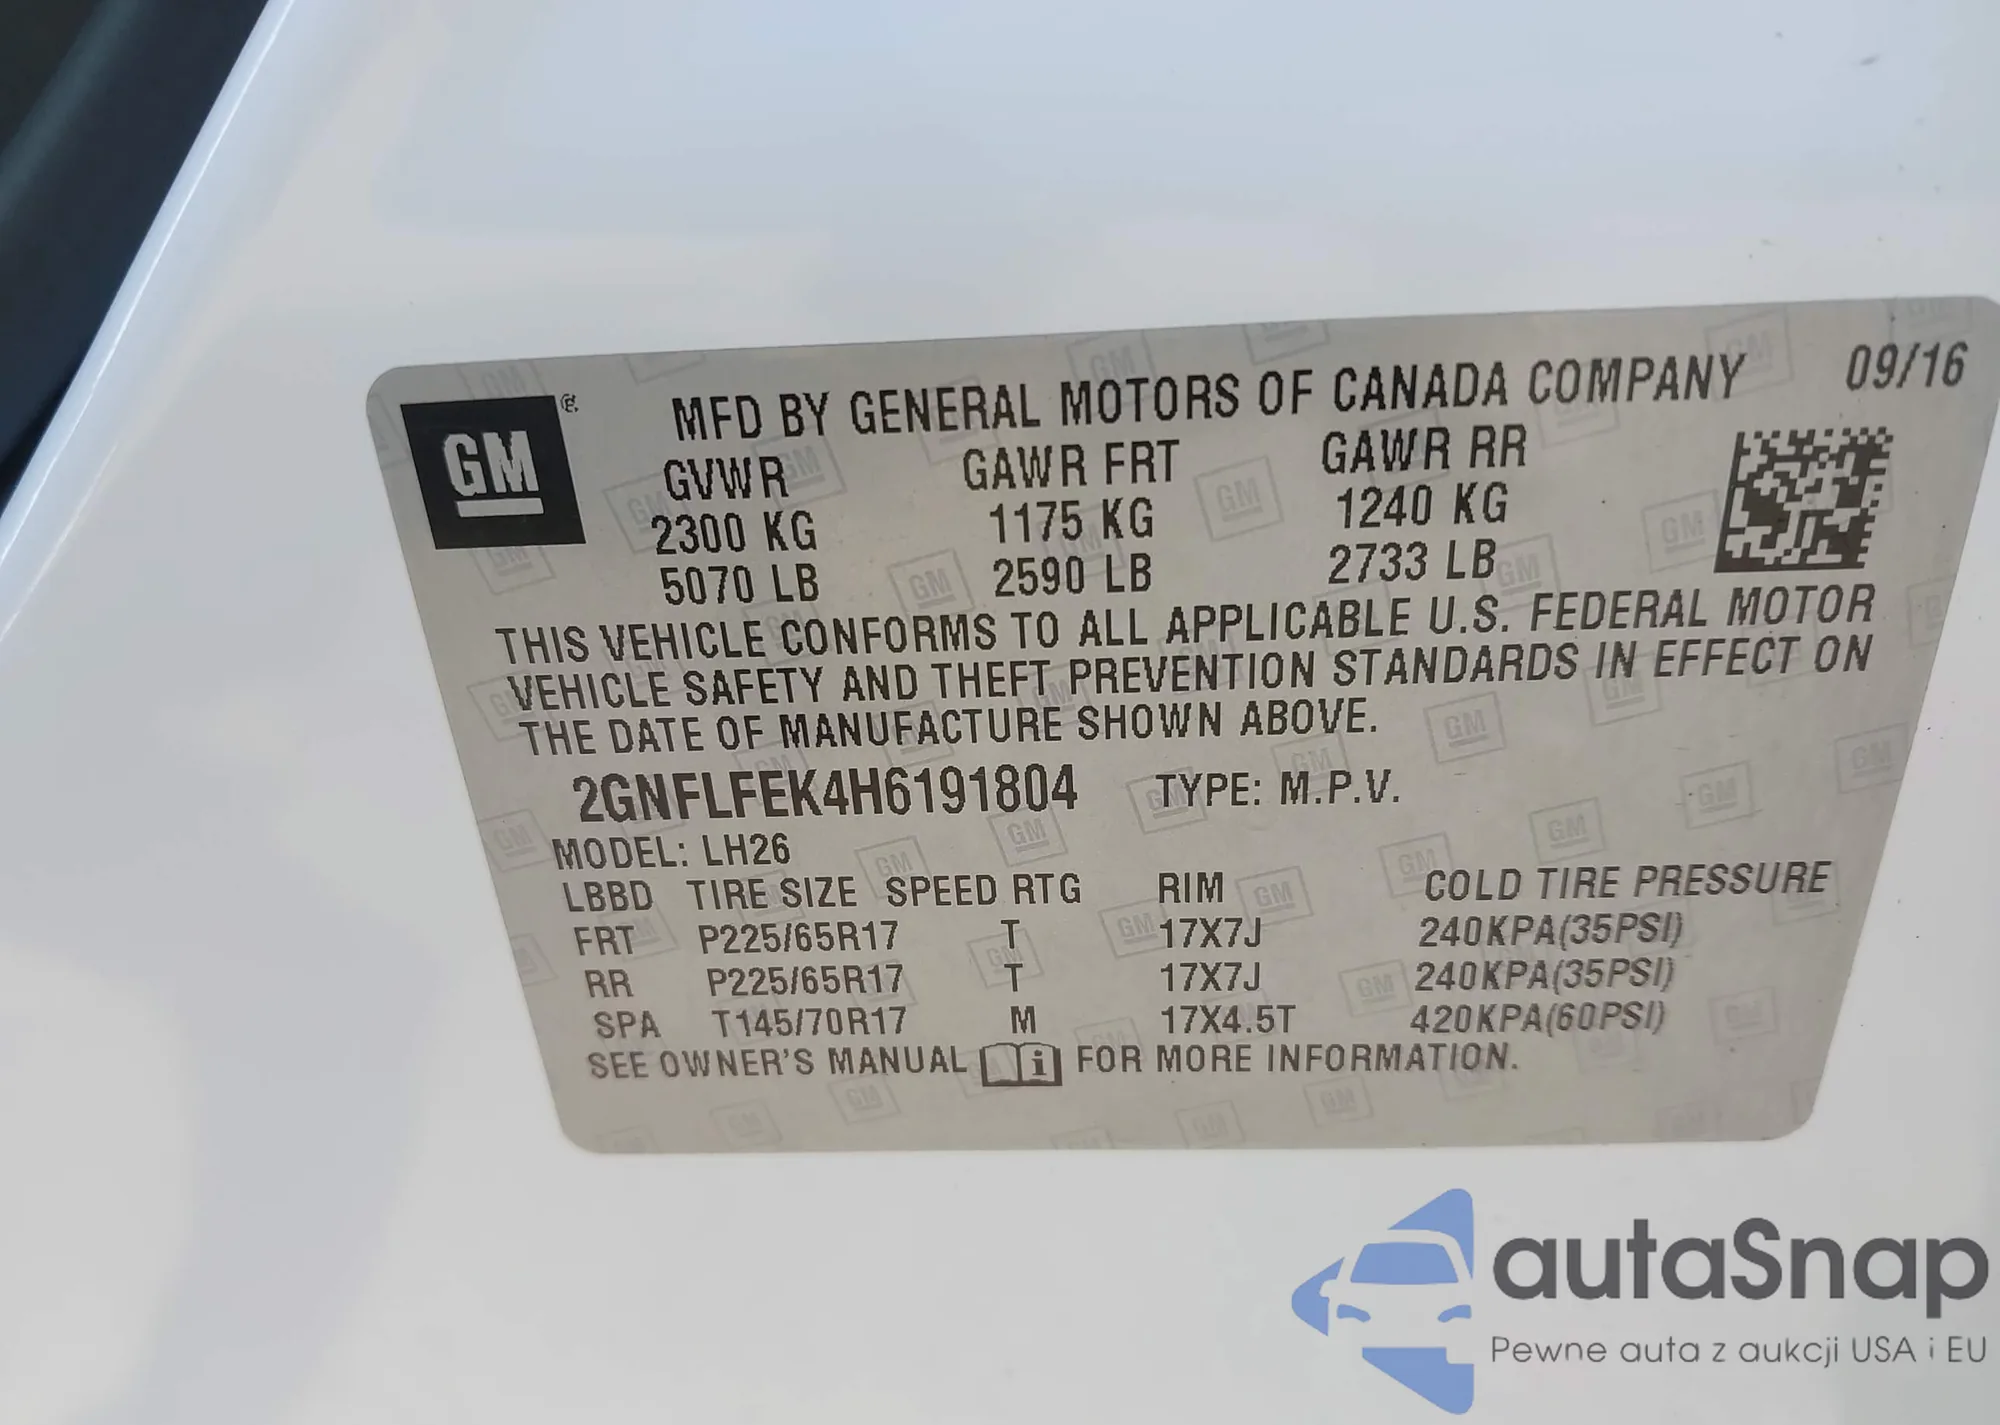 GM
MFD BY GENERAL MOTORS OF CANADA COMPANY 09/16
GVWR GAWR FRT GAWR RR
2300 KG 1175 KG 1240 KG
5070 LB 2590 LB 2733 LB
THIS VEHICLE CONFORMS TO ALL APPLICABLE U.S. FEDERAL MOTOR
VEHICLE SAFETY AND THEFT PREVENTION STANDARDS IN EFFECT ON
THE DATE OF MANUFACTURE SHOWN ABOVE.
2GNFLFEK4H6191804 TYPE: M.P.V.
MODEL: LH26
LBBD TIRE SIZE SPEED RTG RIM COLD TIRE PRESSURE
FRT P225/65R17 T 17X7J 240KPA(35PSI)
RR P225/65R17 T 17X7J 240KPA(35PSI)
SPA T145/70R17 M 17X4.5T 420KPA(60PSI)
SEE OWNER'S MANUAL i FOR MORE INFORMATION.
autaSnap
Pewne auta z aukcji USA i EU